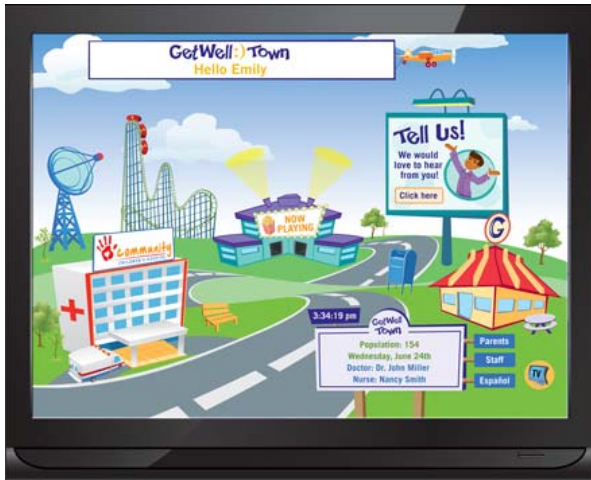 GetWell:) Town
Hello Emily
Tell Us!
We would
love to hear
from you!
Click here
NOW
PLAYING
G
Community
CHILDREN'S HOSPITAL
3:34:19 pm
GetWell
Town
Population: 154
Wednesday, June 24th
Doctor: Dr. John Miller
Nurse: Nancy Smith
Parents
Staff
Español
TV